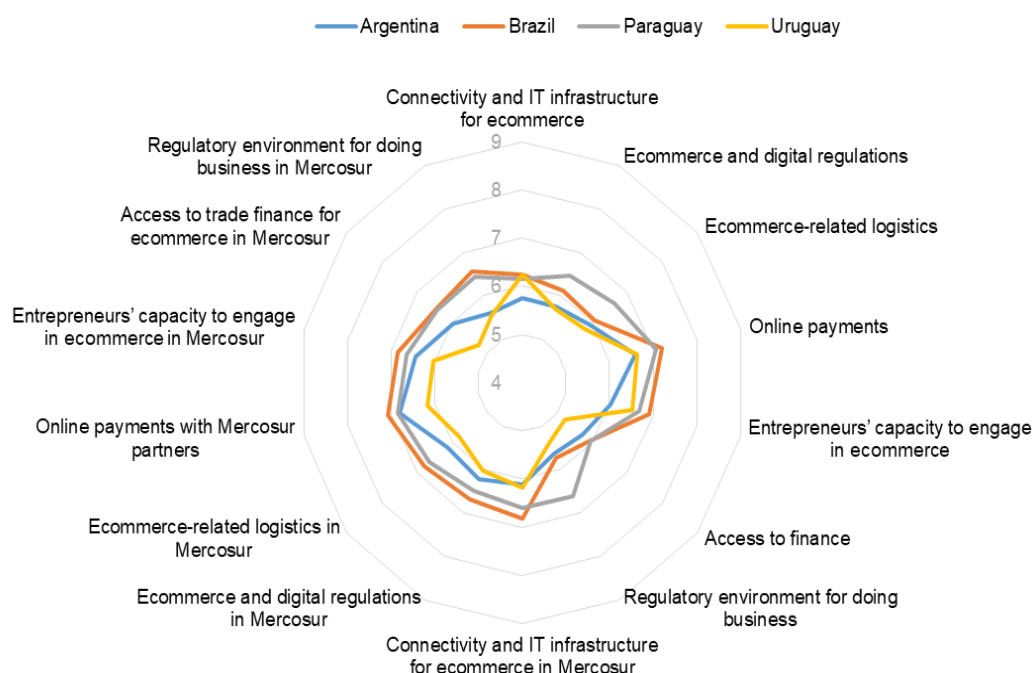 Argentina Brazil Paraguay Uruguay
Connectivity and IT infrastructure
for ecommerce
Ecommerce and digital regulations
Ecommerce-related logistics
Online payments
Entrepreneurs' capacity to engage
in ecommerce
Access to finance
Regulatory environment for doing
business
Connectivity and IT infrastructure
for ecommerce in Mercosur
Ecommerce and digital regulations
in Mercosur
Ecommerce-related logistics in
Mercosur
Online payments with Mercosur
partners
Entrepreneurs' capacity to engage
in ecommerce in Mercosur
Access to trade finance for
ecommerce in Mercosur
Regulatory environment for doing
business in Mercosur
9
8
7
6
5
4